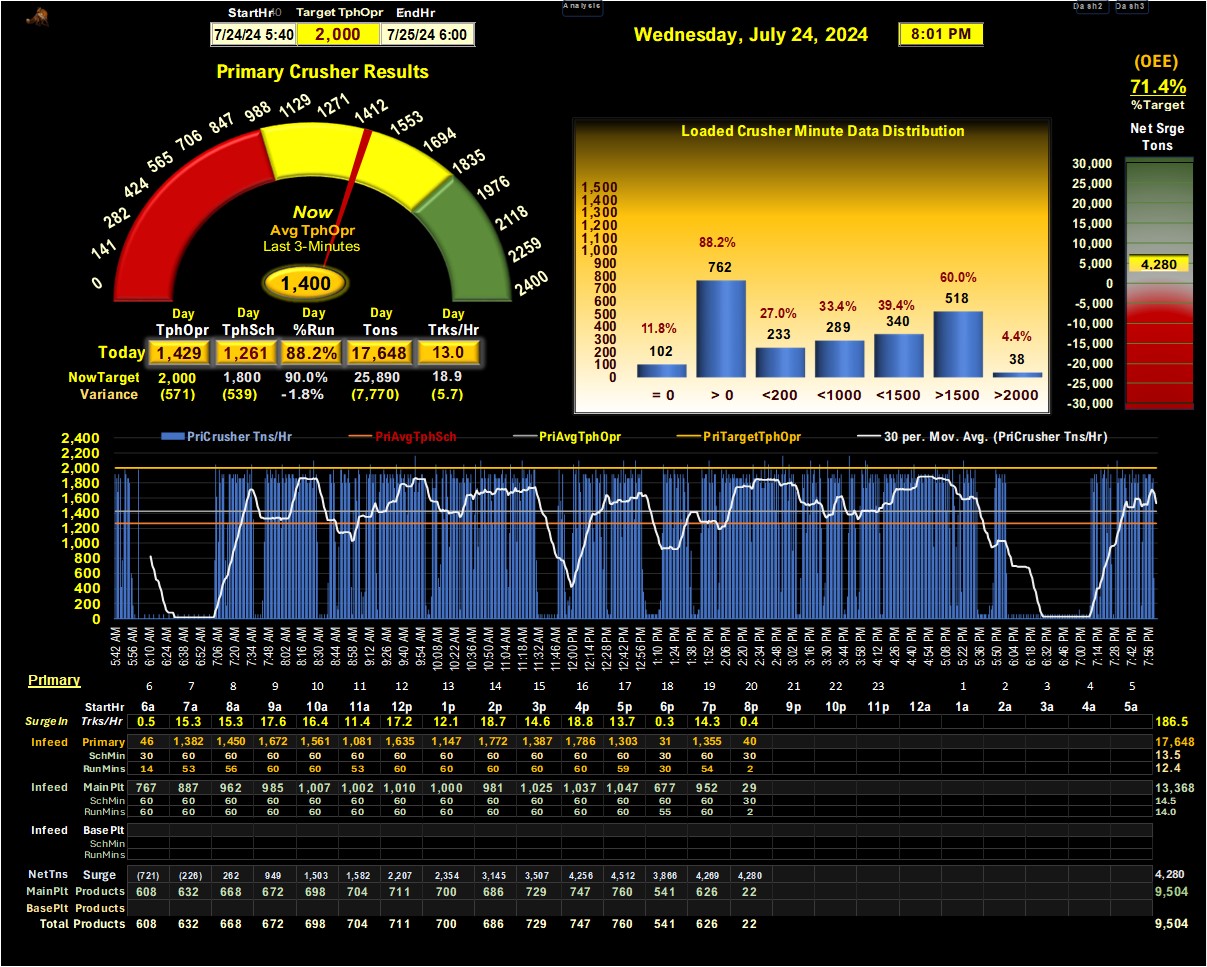 StartHr40 Target TphOpr EndHr
7/24/24 5:40 2,000 7/25/24 6:00
Analysis
Dash2 Dash3
Wednesday, July 24, 2024 8:01 PM
(OEE)
71.4%
%Target
Primary Crusher Results
0 141 282 424 565 706 847 988 1129 1271 1412 1553 1694 1835 1976 2118 2259 2400
Now
Avg TphOpr
Last 3-Minutes
1,400
Day Day Day Day Day
TphOpr TphSch %Run Tons Trks/Hr
Today 1,429 1,261 88.2% 17,648 13.0
NowTarget 2,000 1,800 90.0% 25,890 18.9
Variance (571) (539) -1.8% (7,770) (5.7)
Loaded Crusher Minute Data Distribution
1,500
1,400
1,300
1,200
1,100
1,000
900
800
700
600
500
400
300
200
100
0
11.8% 88.2% 27.0% 33.4% 39.4% 60.0% 4.4%
102 762 233 289 340 518 38
= 0 > 0 <200 <1000 <1500 >1500 >2000
Net Srge
Tons
30,000
25,000
20,000
15,000
10,000
5,000
0
-5,000
-10,000
-15,000
-20,000
-25,000
-30,000
4,280
PriCrusher Tns/Hr PriAvgTphSch PriAvgTphOpr PriTargetTphOpr 30 per. Mov. Avg. (PriCrusher Tns/Hr)
2,400
2,200
2,000
1,800
1,600
1,400
1,200
1,000
800
600
400
200
0
5:42 AM 5:56 AM 6:10 AM 6:24 AM 6:38 AM 6:52 AM 7:06 AM 7:20 AM 7:34 AM 7:48 AM 8:02 AM 8:16 AM 8:30 AM 8:44 AM 8:58 AM 9:12 AM 9:26 AM 9:40 AM 9:54 AM 10:08 AM 10:22 AM 10:36 AM 10:50 AM 11:04 AM 11:18 AM 11:32 AM 11:46 AM 12:00 PM 12:14 PM 12:28 PM 12:42 PM 12:56 PM 1:10 PM 1:24 PM 1:38 PM 1:52 PM 2:06 PM 2:20 PM 2:34 PM 2:48 PM 3:02 PM 3:16 PM 3:30 PM 3:44 PM 3:58 PM 4:12 PM 4:26 PM 4:40 PM 4:54 PM 5:08 PM 5:22 PM 5:36 PM 5:50 PM 6:04 PM 6:18 PM 6:32 PM 6:46 PM 7:00 PM 7:14 PM 7:28 PM 7:42 PM 7:56 PM
Primary
6 7 8 9 10 11 12 13 14 15 16 17 18 19 20 21 22 23 1 2 3 4 5
StartHr 6a 7a 8a 9a 10a 11a 12p 1p 2p 3p 4p 5p 6p 7p 8p 9p 10p 11p 12a 1a 2a 3a 4a 5a
SurgeIn Trks/Hr 0.5 15.3 15.3 17.6 16.4 11.4 17.2 12.1 18.7 14.6 18.8 13.7 0.3 14.3 0.4 186.5
Infeed Primary 46 1,382 1,450 1,672 1,561 1,081 1,635 1,147 1,772 1,387 1,786 1,303 31 1,355 40 17,648
SchMin 30 60 60 60 60 60 60 60 60 60 60 60 30 60 30 13.5
RunMins 14 53 56 60 60 53 60 60 60 60 60 59 30 54 2 12.4
Infeed MainPlt 767 887 962 985 1,007 1,002 1,010 1,000 981 1,025 1,037 1,047 677 952 29 13,368
SchMin 60 60 60 60 60 60 60 60 60 60 60 60 60 60 30 14.5
RunMins 60 60 60 60 60 60 60 60 60 60 60 60 55 60 2 14.0
Infeed Base Plt
SchMin
RunMins
NetTns Surge (721) (226) 262 949 1,503 1,582 2,207 2,354 3,145 3,507 4,256 4,512 3,866 4,269 4,280 4,280
MainPlt Products 608 632 668 672 698 704 711 700 686 729 747 760 541 626 22 9,504
BasePlt Products
Total Products 608 632 668 672 698 704 711 700 686 729 747 760 541 626 22 9,504